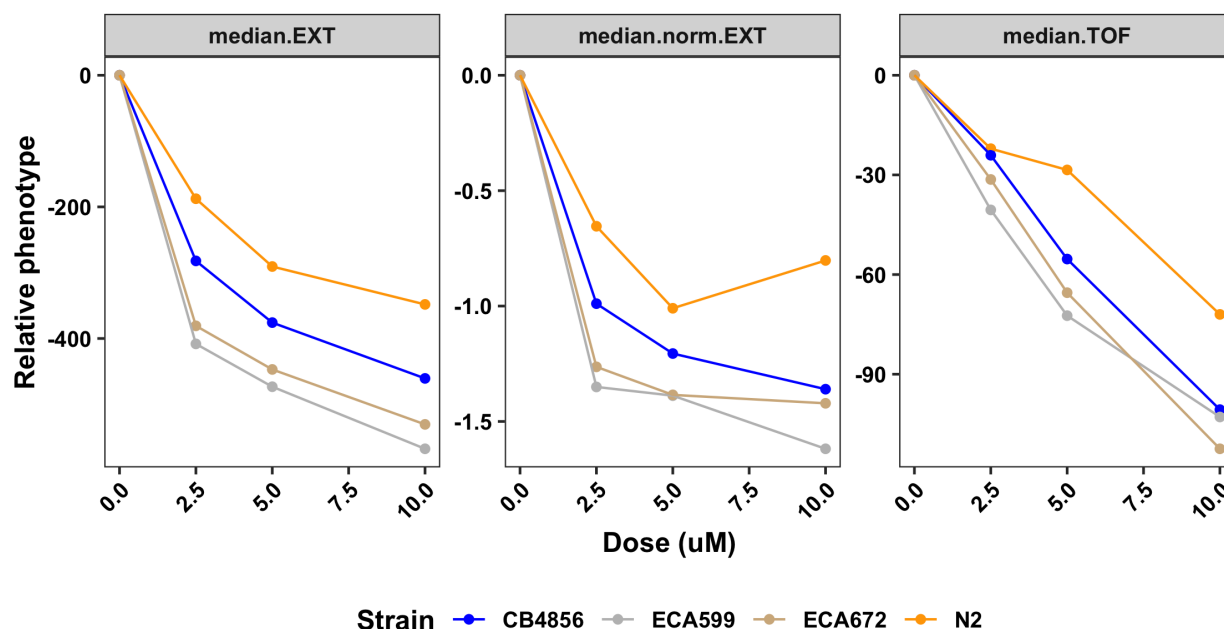 median.EXT median.norm.EXT median.TOF
Relative phenotype
0
-200
-400
0.0
-0.5
-1.0
-1.5
0
-30
-60
-90
0.0 2.5 5.0 7.5 10.0
0.0 2.5 5.0 7.5 10.0
0.0 2.5 5.0 7.5 10.0
Dose (uM)
Strain CB4856 ECA599 ECA672 N2